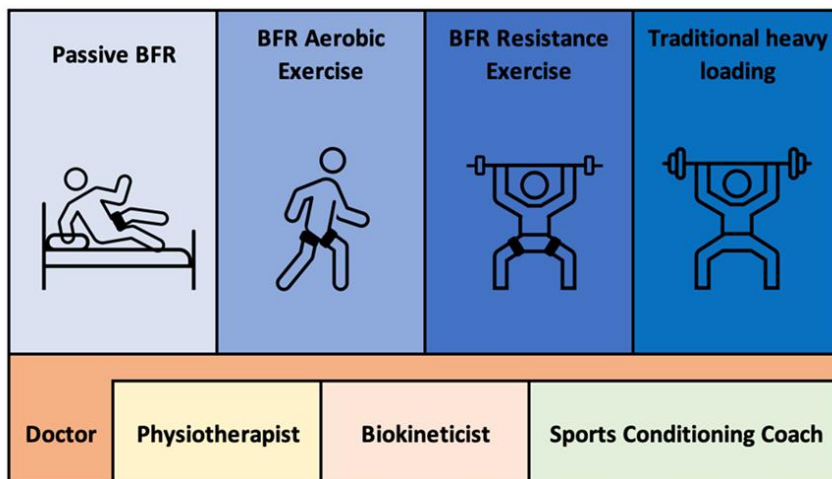 Passive BFR
BFR Aerobic
Exercise
BFR Resistance
Exercise
Traditional heavy
loading
Doctor
Physiotherapist
Biokineticist
Sports Conditioning Coach